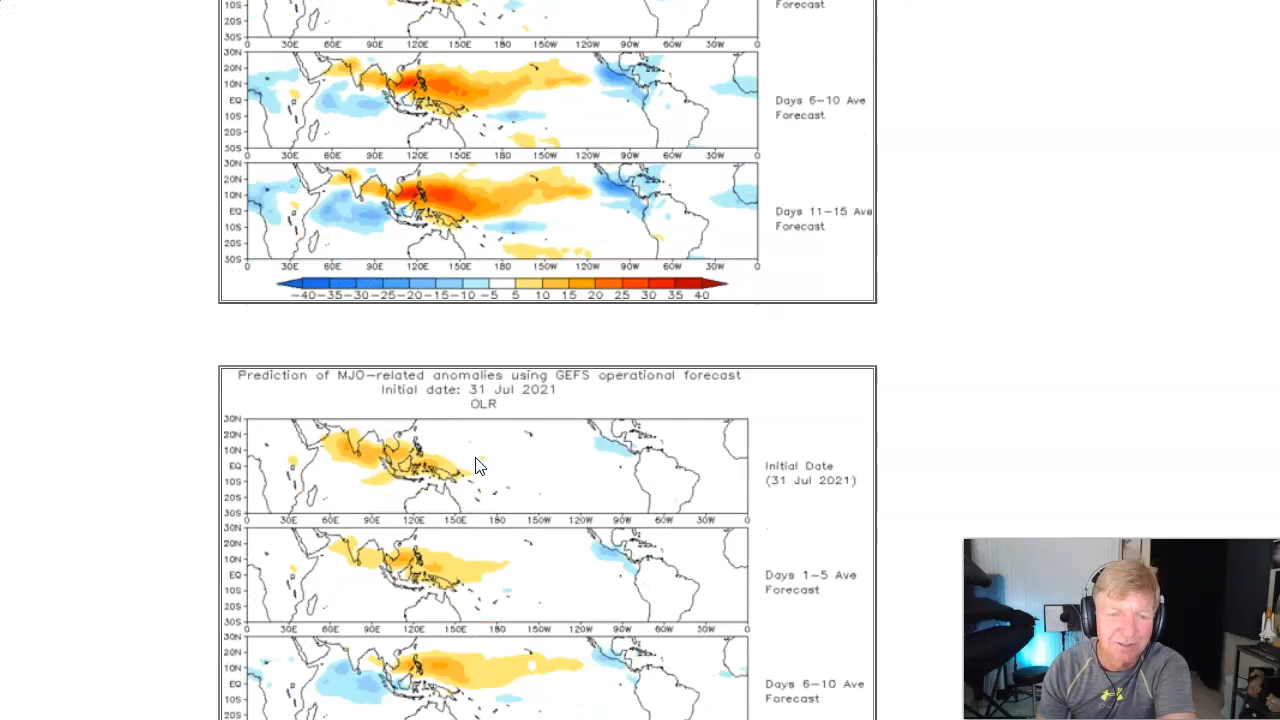 10S
20S
30S
0 30E 60E 90E 120E 150E 180 150W 120W 90W 60W 30W 0
Forecast
30N
20N
10N
EQ
10S
20S
30S
0 30E 60E 90E 120E 150E 180 150W 120W 90W 60W 30W 0
Days 6-10 Ave
Forecast
30N
20N
10N
EQ
10S
20S
30S
0 30E 60E 90E 120E 150E 180 150W 120W 90W 60W 30W 0
Days 11-15 Ave
Forecast
-40 -35 -30 -25 -20 -15 -10 -5 5 10 15 20 25 30 35 40
Prediction of MJO-related anomalies using GEFS operational forecast
Initial date: 31 Jul 2021
OLR
30N
20N
10N
EQ
10S
20S
30S
0 30E 60E 90E 120E 150E 180 150W 120W 90W 60W 30W 0
Initial Date
(31 Jul 2021)
30N
20N
10N
EQ
10S
20S
30S
0 30E 60E 90E 120E 150E 180 150W 120W 90W 60W 30W 0
Days 1-5 Ave
Forecast
30N
20N
10N
EQ
10S
20S
Days 6-10 Ave
Forecast